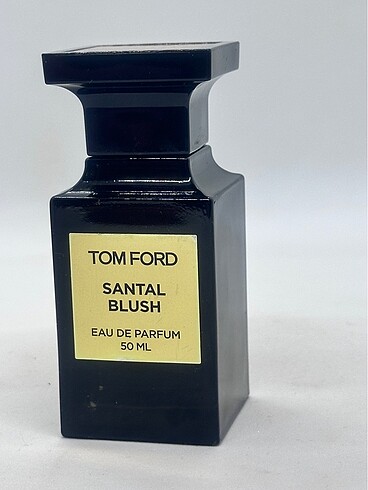 TOM FORD
SANTAL
BLUSH
EAU DE PARFUM
50 ML